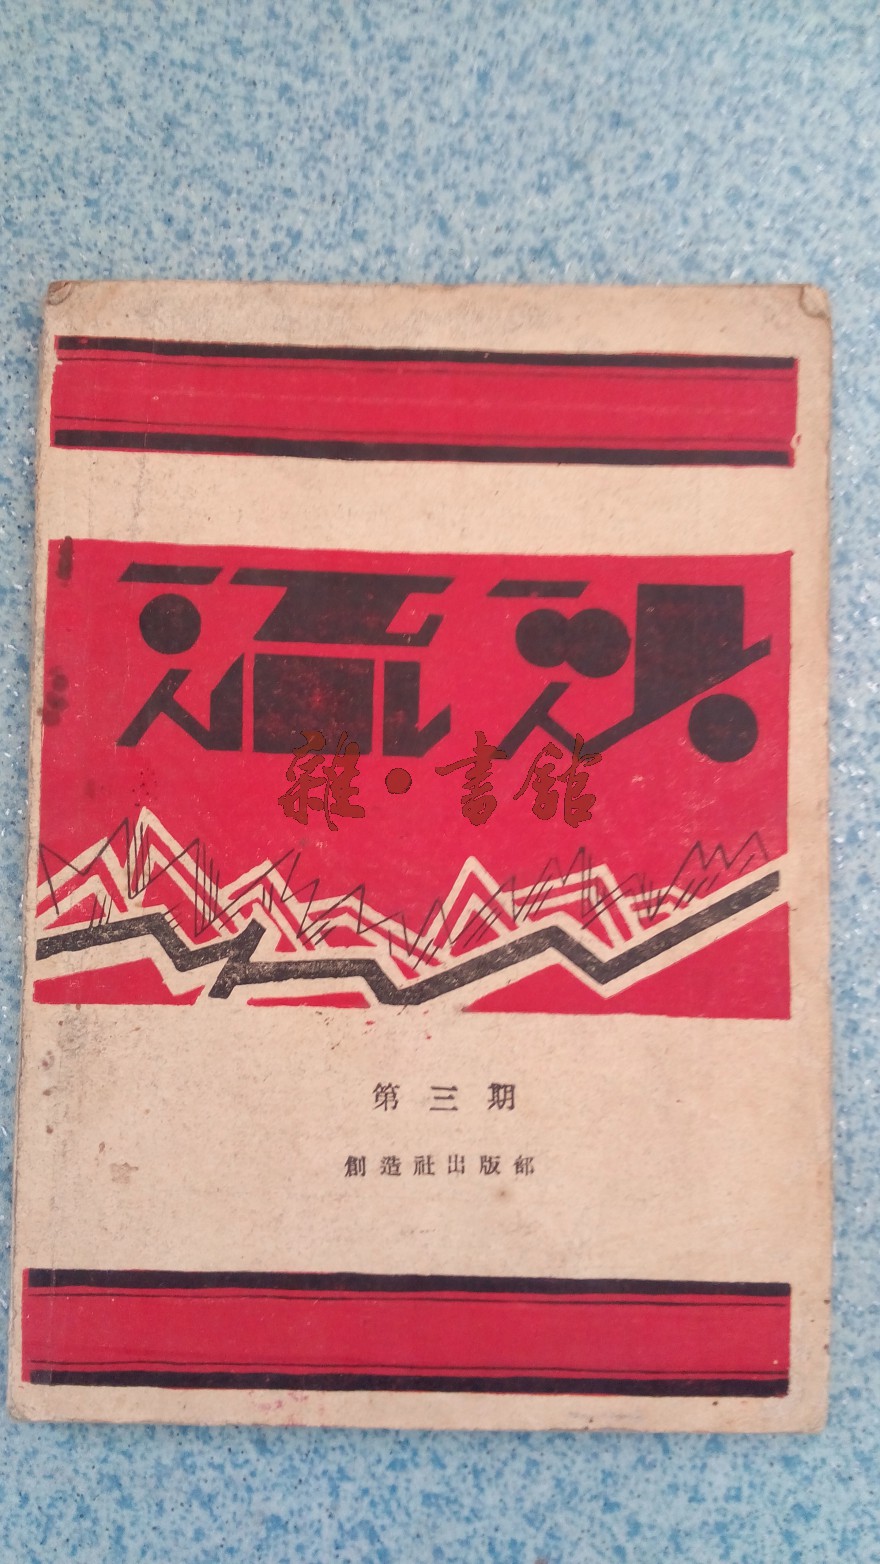 流沙
雜·書館
第三期
創造社出版部